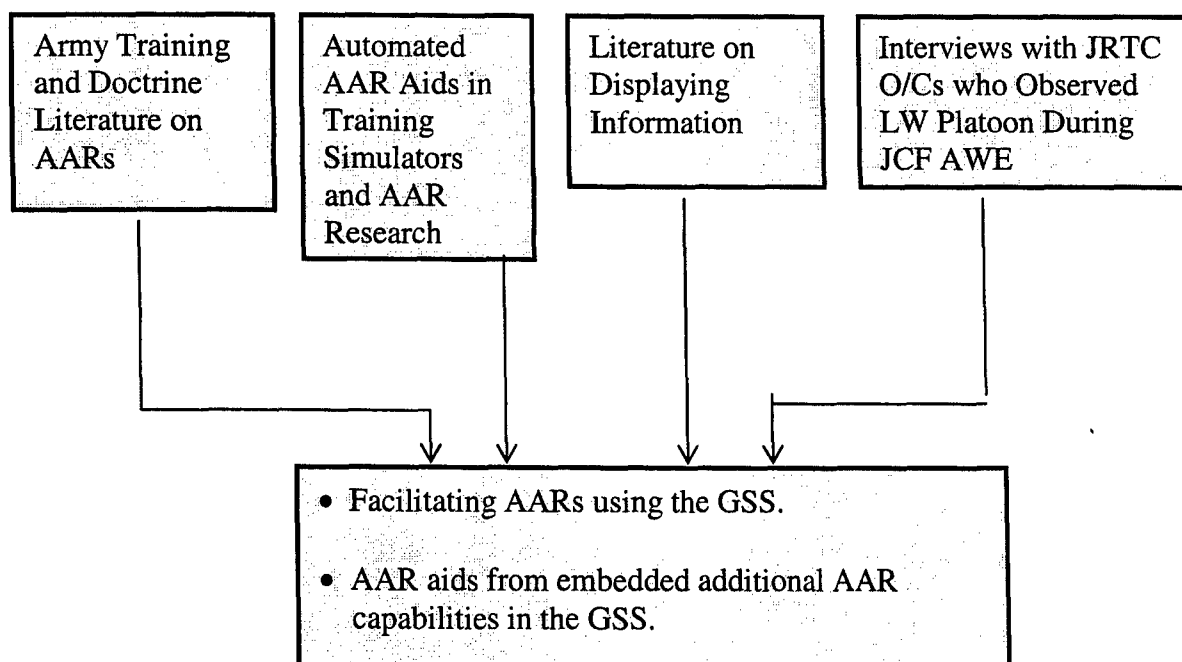 Army Training
and Doctrine
Literature on
AARs
Automated
AAR Aids in
Training
Simulators
and AAR
Research
Literature on
Displaying
Information
Interviews with JRTC
O/Cs who Observed
LW Platoon During
JCF AWE
• Facilitating AARs using the GSS.
• AAR aids from embedded additional AAR
capabilities in the GSS.